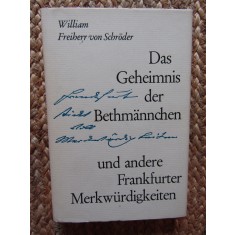 William
Freiherr von Schröder
Das
Geheimnis
der
Bethmännchen
und andere
Frankfurter
Merkwürdigkeiten